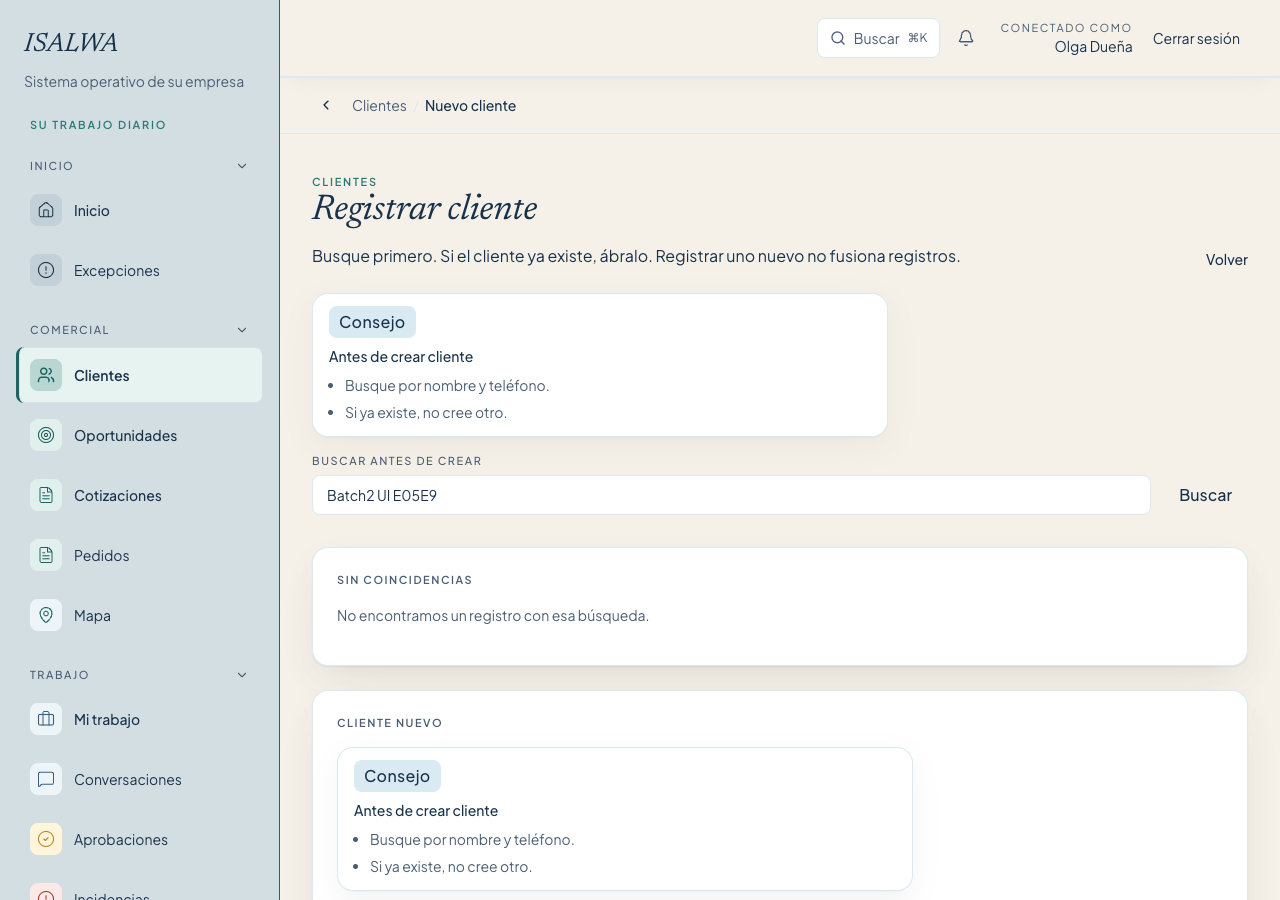 ISALWA
Sistema operativo de su empresa
SU TRABAJO DIARIO
INICIO
Inicio
Excepciones
COMERCIAL
Clientes
Oportunidades
Cotizaciones
Pedidos
Mapa
TRABAJO
Mi trabajo
Conversaciones
Aprobaciones
Incidencias
Buscar ⌘K
CONECTADO COMO
Olga Dueña
Cerrar sesión
Clientes / Nuevo cliente
CLIENTES
Registrar cliente
Busque primero. Si el cliente ya existe, ábralo. Registrar uno nuevo no fusiona registros.
Volver
Consejo
Antes de crear cliente
• Busque por nombre y teléfono.
• Si ya existe, no cree otro.
BUSCAR ANTES DE CREAR
Batch2 UI E05E9
Buscar
SIN COINCIDENCIAS
No encontramos un registro con esa búsqueda.
CLIENTE NUEVO
Consejo
Antes de crear cliente
• Busque por nombre y teléfono.
• Si ya existe, no cree otro.